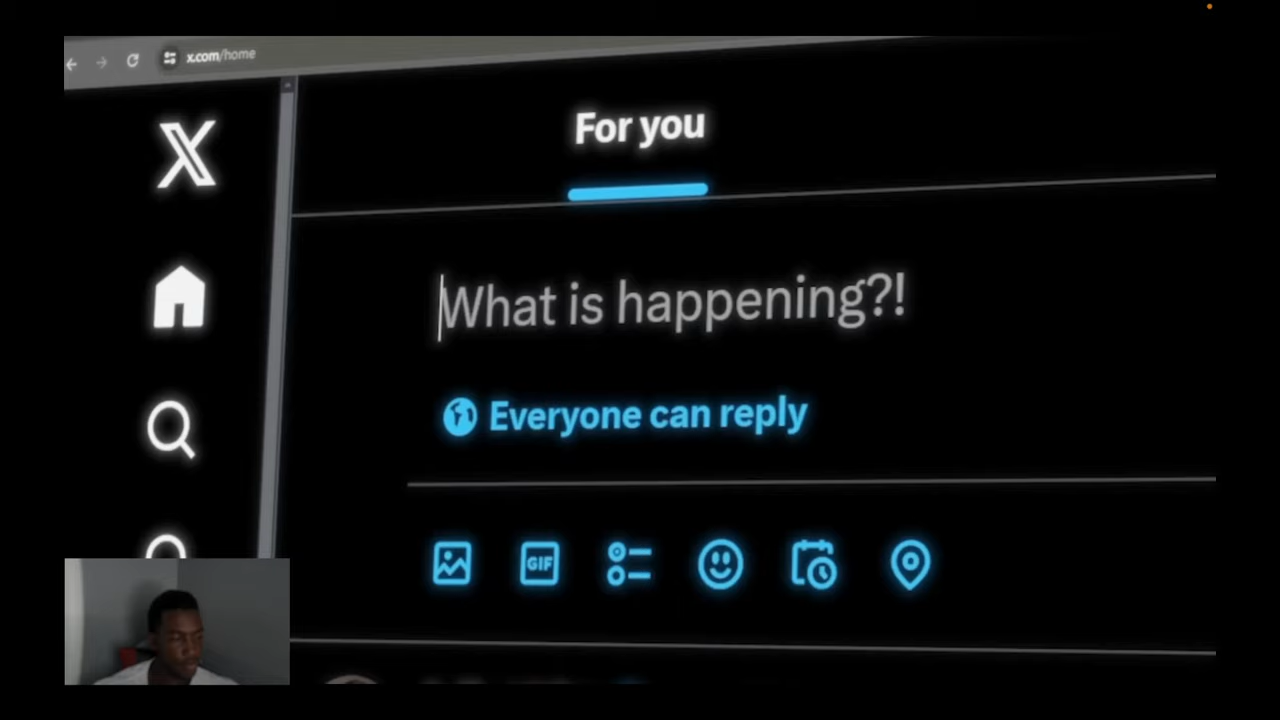 x.com/home
For you
What is happening?!
Everyone can reply
GIF